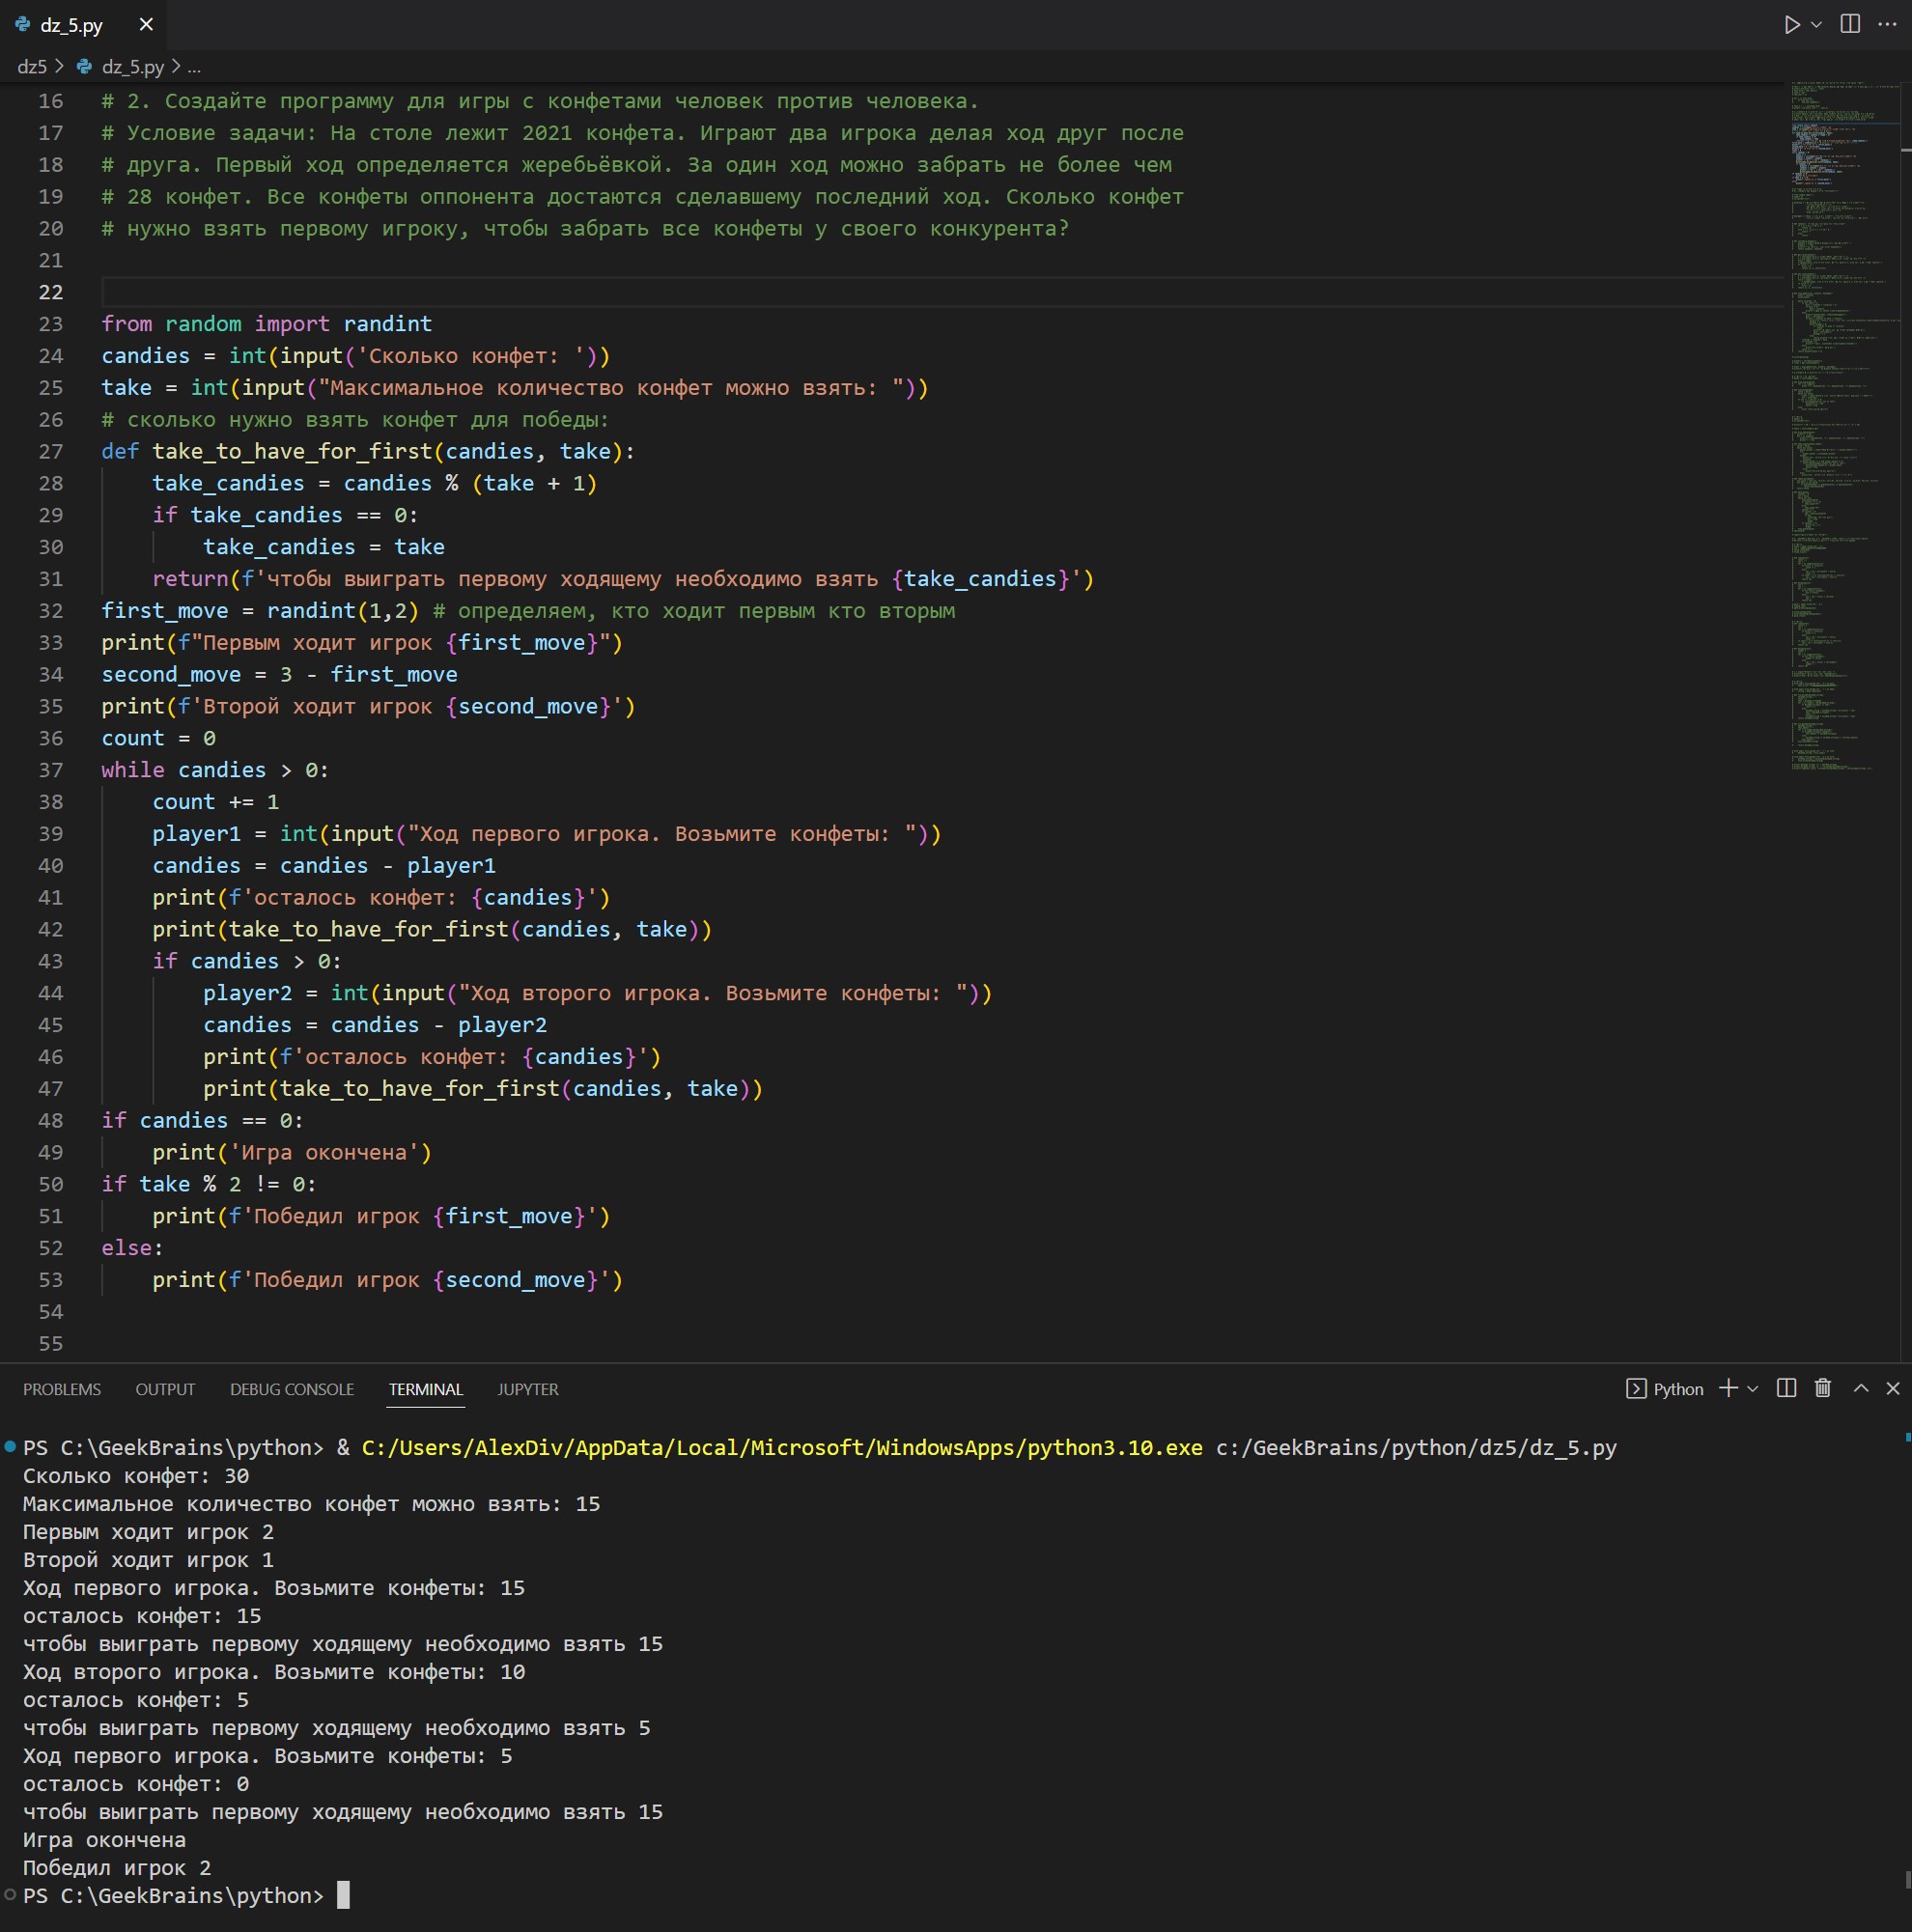 dz_5.py
dz5 > dz_5.py > ...
16 # 2. Создайте программу для игры с конфетами человек против человека.
17 # Условие задачи: На столе лежит 2021 конфета. Играют два игрока делая ход друг после
18 # друга. Первый ход определяется жеребьёвкой. За один ход можно забрать не более чем
19 # 28 конфет. Все конфеты оппонента достаются сделавшему последний ход. Сколько конфет
20 # нужно взять первому игроку, чтобы забрать все конфеты у своего конкурента?
21
22
23 from random import randint
24 candies = int(input('Сколько конфет: '))
25 take = int(input("Максимальное количество конфет можно взять: "))
26 # сколько нужно взять конфет для победы:
27 def take_to_have_for_first(candies, take):
28     take_candies = candies % (take + 1)
29     if take_candies == 0:
30         take_candies = take
31     return(f'чтобы выиграть первому ходящему необходимо взять {take_candies}')
32 first_move = randint(1,2) # определяем, кто ходит первым кто вторым
33 print(f"Первым ходит игрок {first_move}")
34 second_move = 3 - first_move
35 print(f'Второй ходит игрок {second_move}')
36 count = 0
37 while candies > 0:
38     count += 1
39     player1 = int(input("Ход первого игрока. Возьмите конфеты: "))
40     candies = candies - player1
41     print(f'осталось конфет: {candies}')
42     print(take_to_have_for_first(candies, take))
43     if candies > 0:
44         player2 = int(input("Ход второго игрока. Возьмите конфеты: "))
45         candies = candies - player2
46         print(f'осталось конфет: {candies}')
47         print(take_to_have_for_first(candies, take))
48 if candies == 0:
49     print('Игра окончена')
50 if take % 2 != 0:
51     print(f'Победил игрок {first_move}')
52 else:
53     print(f'Победил игрок {second_move}')
54
55
PROBLEMS OUTPUT DEBUG CONSOLE TERMINAL JUPYTER Python
PS C:\GeekBrains\python> & C:/Users/AlexDiv/AppData/Local/Microsoft/WindowsApps/python3.10.exe c:/GeekBrains/python/dz5/dz_5.py
Сколько конфет: 30
Максимальное количество конфет можно взять: 15
Первым ходит игрок 2
Второй ходит игрок 1
Ход первого игрока. Возьмите конфеты: 15
осталось конфет: 15
чтобы выиграть первому ходящему необходимо взять 15
Ход второго игрока. Возьмите конфеты: 10
осталось конфет: 5
чтобы выиграть первому ходящему необходимо взять 5
Ход первого игрока. Возьмите конфеты: 5
осталось конфет: 0
чтобы выиграть первому ходящему необходимо взять 15
Игра окончена
Победил игрок 2
PS C:\GeekBrains\python>